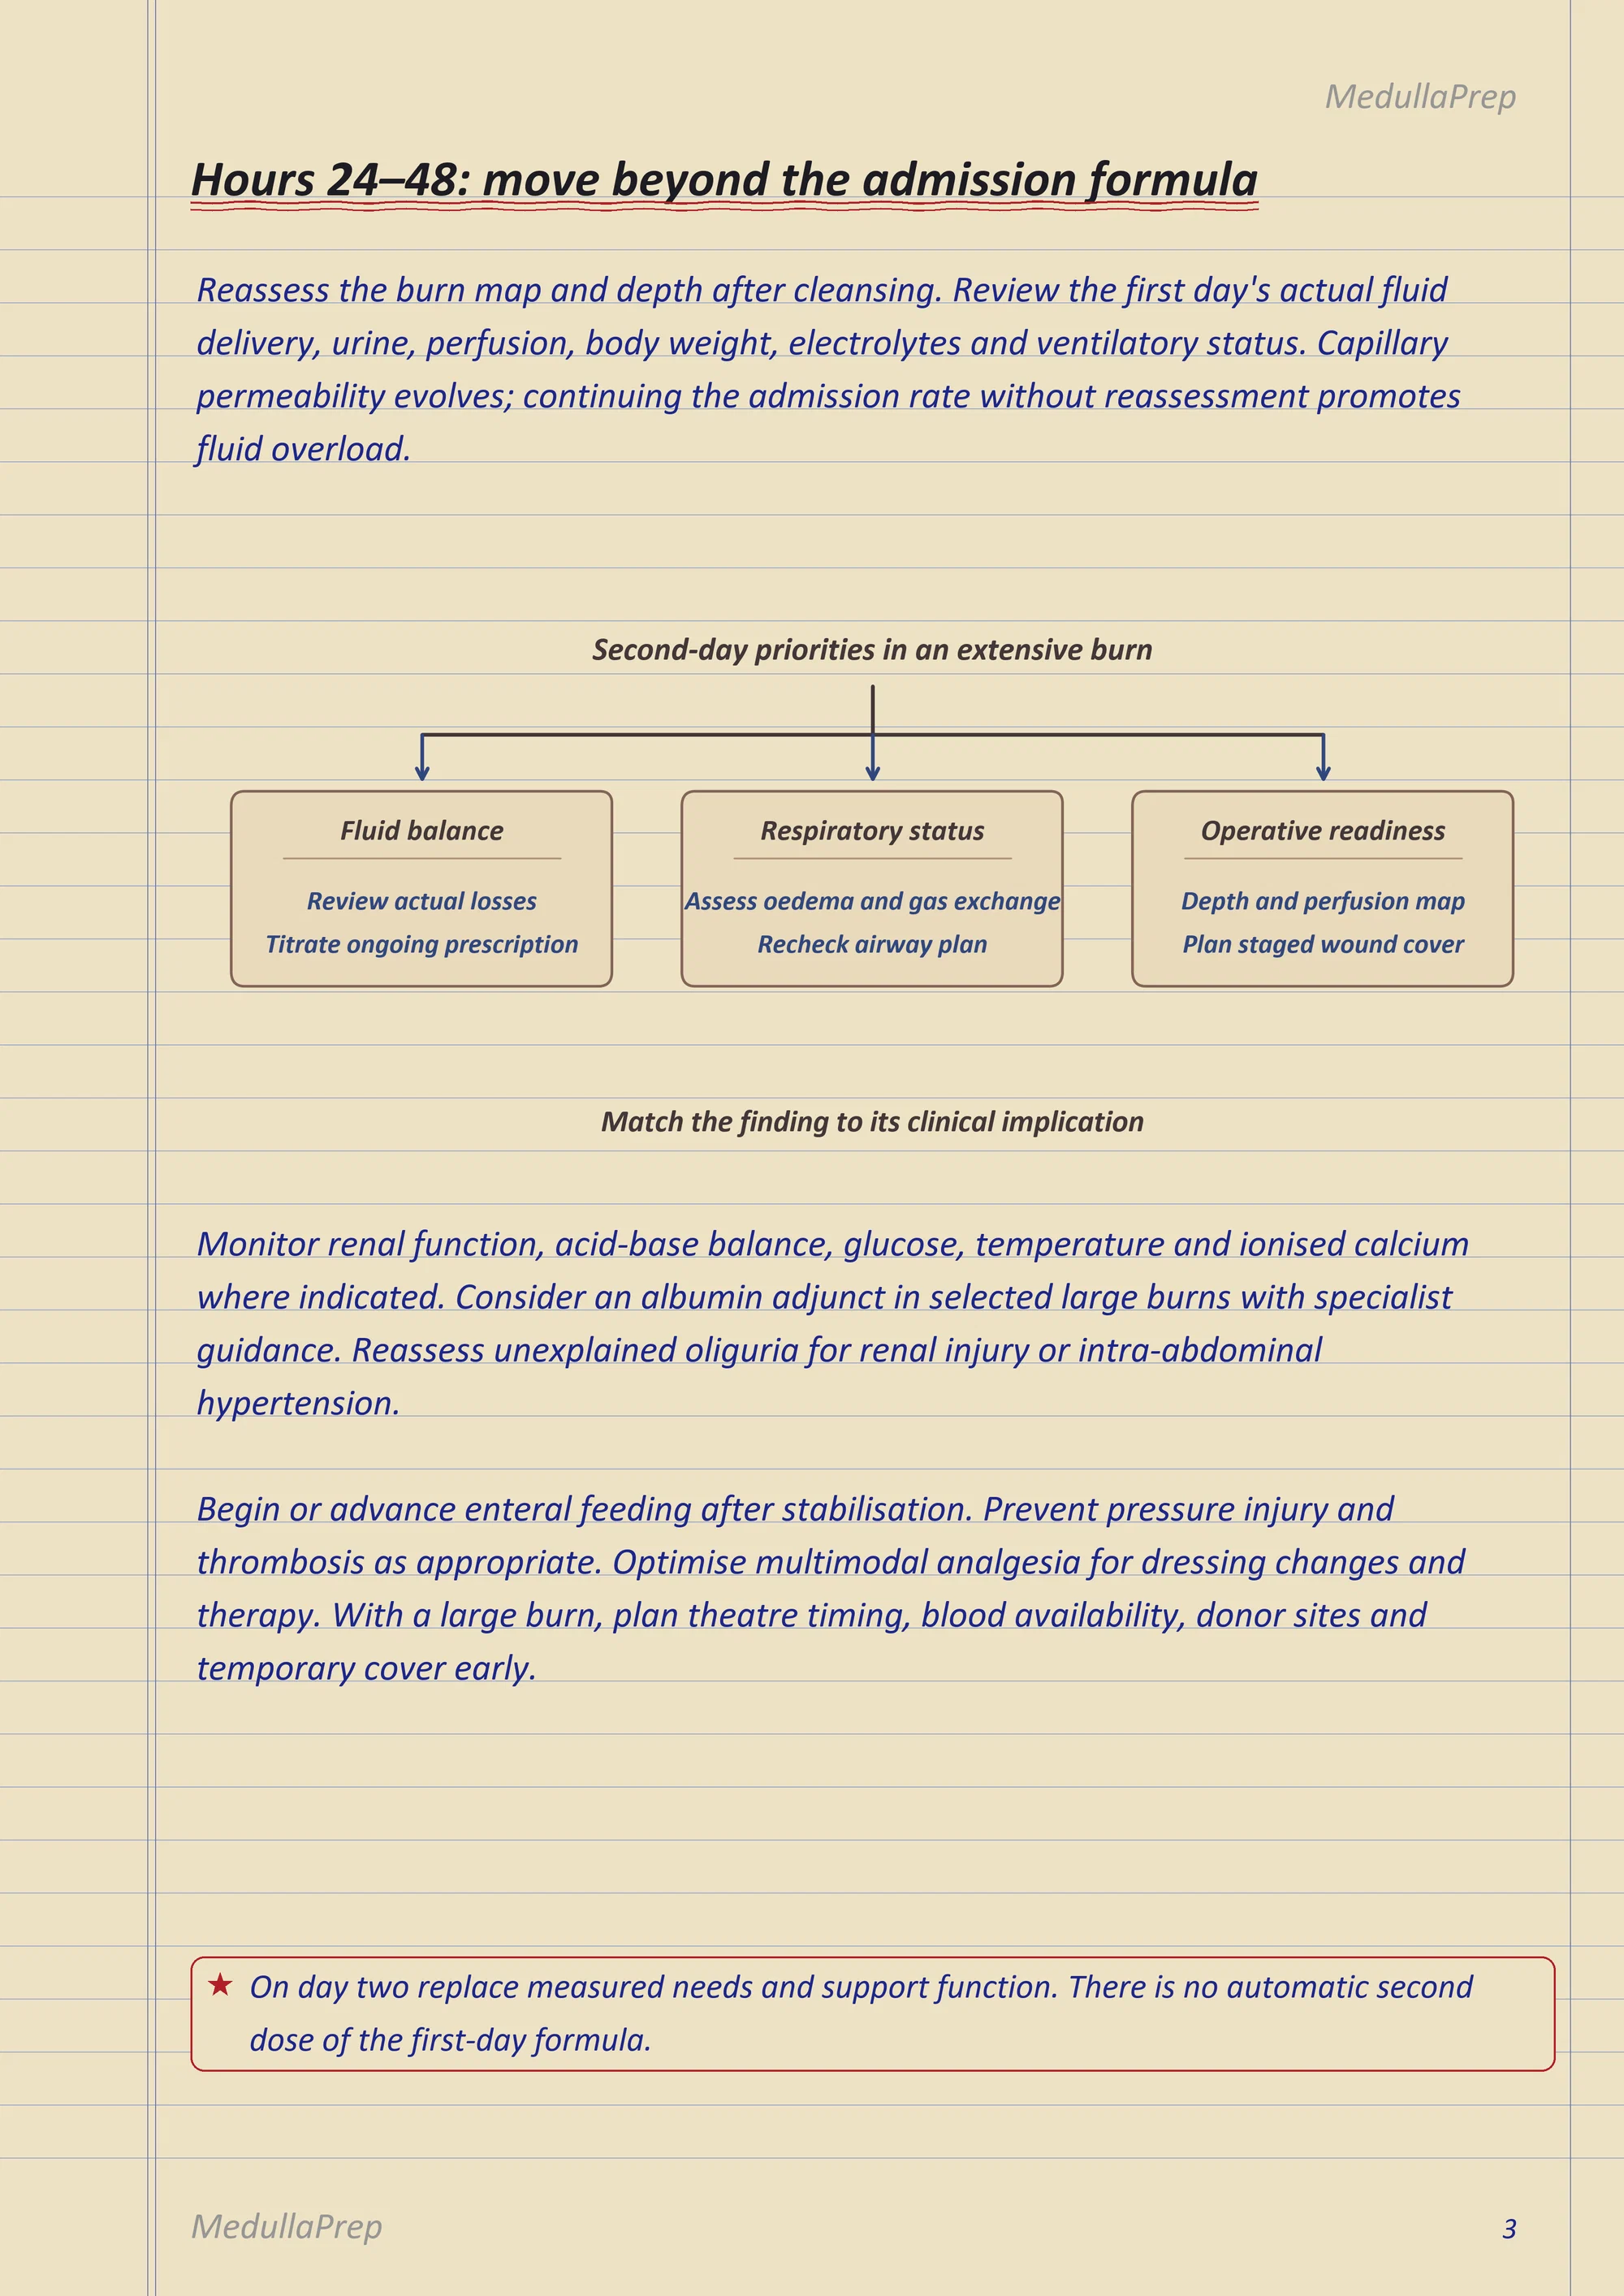 MedullaPrep
Hours 24–48: move beyond the admission formula
Reassess the burn map and depth after cleansing. Review the first day's actual fluid
delivery, urine, perfusion, body weight, electrolytes and ventilatory status. Capillary
permeability evolves; continuing the admission rate without reassessment promotes
fluid overload.
Second-day priorities in an extensive burn
Fluid balance
Review actual losses
Titrate ongoing prescription
Respiratory status
Assess oedema and gas exchange
Recheck airway plan
Operative readiness
Depth and perfusion map
Plan staged wound cover
Match the finding to its clinical implication
Monitor renal function, acid-base balance, glucose, temperature and ionised calcium
where indicated. Consider an albumin adjunct in selected large burns with specialist
guidance. Reassess unexplained oliguria for renal injury or intra-abdominal
hypertension.
Begin or advance enteral feeding after stabilisation. Prevent pressure injury and
thrombosis as appropriate. Optimise multimodal analgesia for dressing changes and
therapy. With a large burn, plan theatre timing, blood availability, donor sites and
temporary cover early.
★ On day two replace measured needs and support function. There is no automatic second
dose of the first-day formula.
MedullaPrep
3